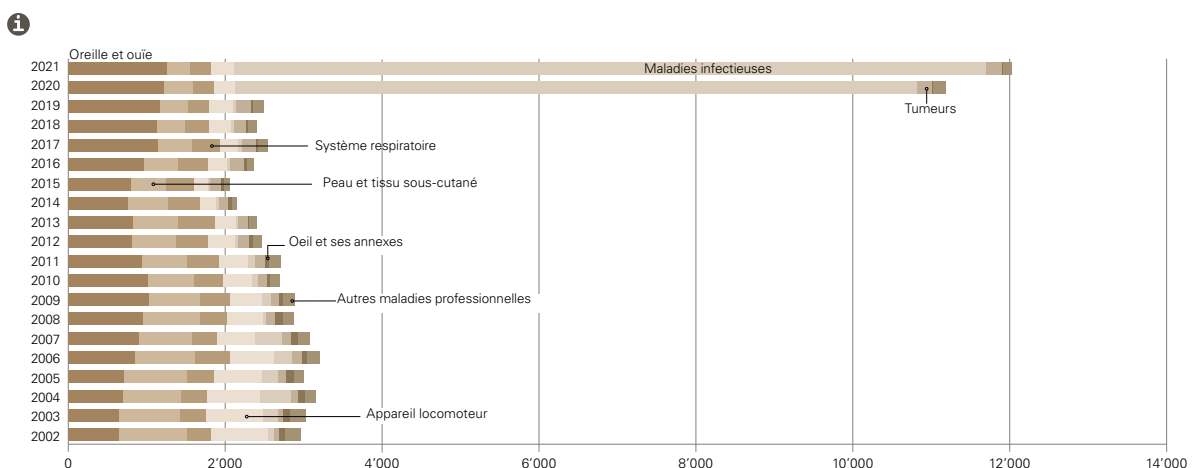 i
Oreille et ouïe
2021
Maladies infectieuses
2020
2019
Tumeurs
2018
2017
Système respiratoire
2016
2015
Peau et tissu sous-cutané
2014
2013
2012
Oeil et ses annexes
2011
2010
2009
Autres maladies professionnelles
2008
2007
2006
2005
2004
2003
Appareil locomoteur
2002
0 2’000 4’000 6’000 8’000 10’000 12’000 14’000